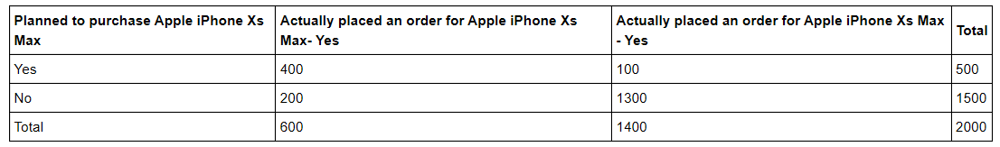 Planned to purchase Apple iPhone Xs Max
Actually placed an order for Apple iPhone Xs Max- Yes
Actually placed an order for Apple iPhone Xs Max - Yes
Total
Yes 400 100 500
No 200 1300 1500
Total 600 1400 2000